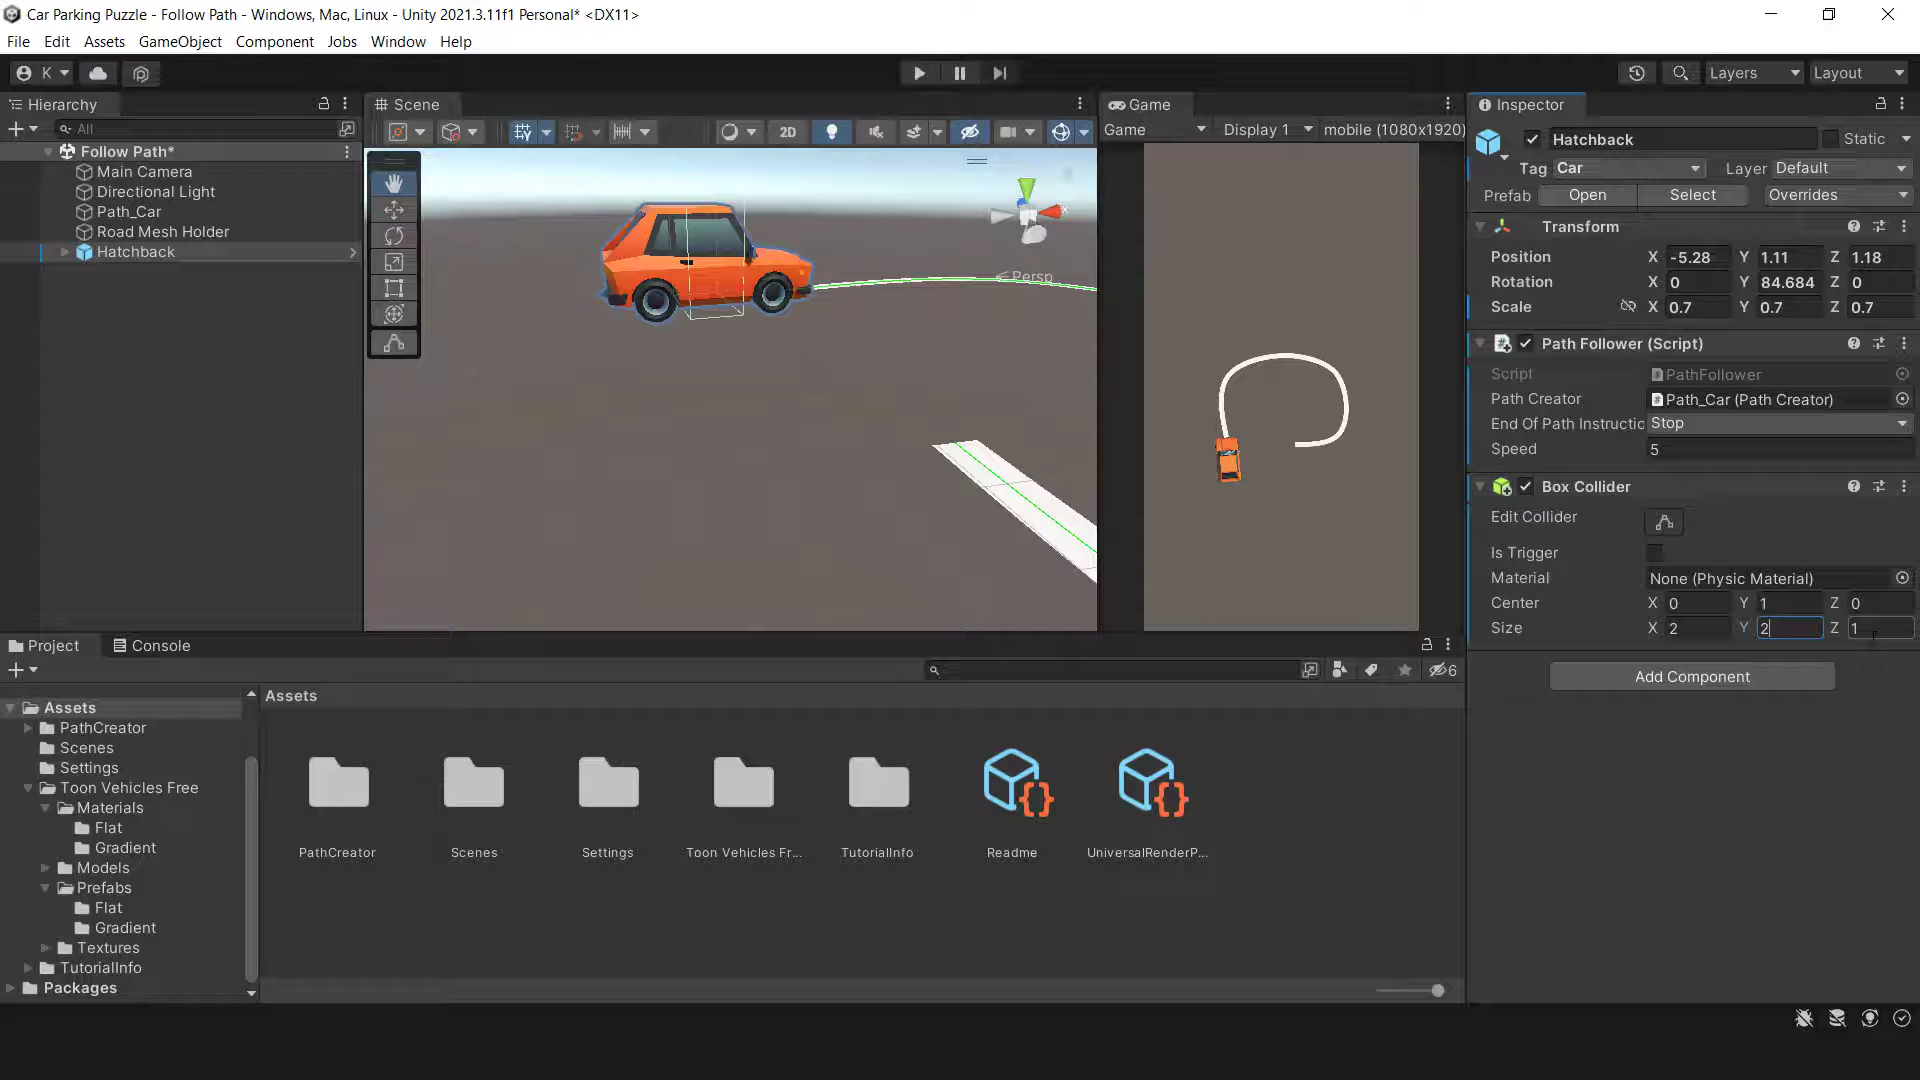 Car Parking Puzzle - Follow Path - Windows, Mac, Linux - Unity 2021.3.11f1 Personal* <DX11>
File Edit Assets GameObject Component Jobs Window Help
K
Layers
Layout
Hierarchy
All
Follow Path*
Main Camera
Directional Light
Path_Car
Road Mesh Holder
Hatchback
Scene
2D
Persp
Game
Game
Display 1
mobile (1080x1920)
Inspector
Hatchback
Static
Tag Car Layer Default
Prefab Open Select Overrides
Transform
Position X -5.28 Y 1.11 Z 1.18
Rotation X 0 Y 84.684 Z 0
Scale X 0.7 Y 0.7 Z 0.7
Path Follower (Script)
Script PathFollower
Path Creator Path_Car (Path Creator)
End Of Path Instructic Stop
Speed 5
Box Collider
Edit Collider
Is Trigger
Material None (Physic Material)
Center X 0 Y 1 Z 0
Size X 2 Y 2 Z 1
Add Component
Project
Console
6
Assets
PathCreator
Scenes
Settings
Toon Vehicles Free
Materials
Flat
Gradient
Models
Prefabs
Flat
Gradient
Textures
TutorialInfo
Packages
Assets
PathCreator
Scenes
Settings
Toon Vehicles Fr...
TutorialInfo
Readme
UniversalRenderP...